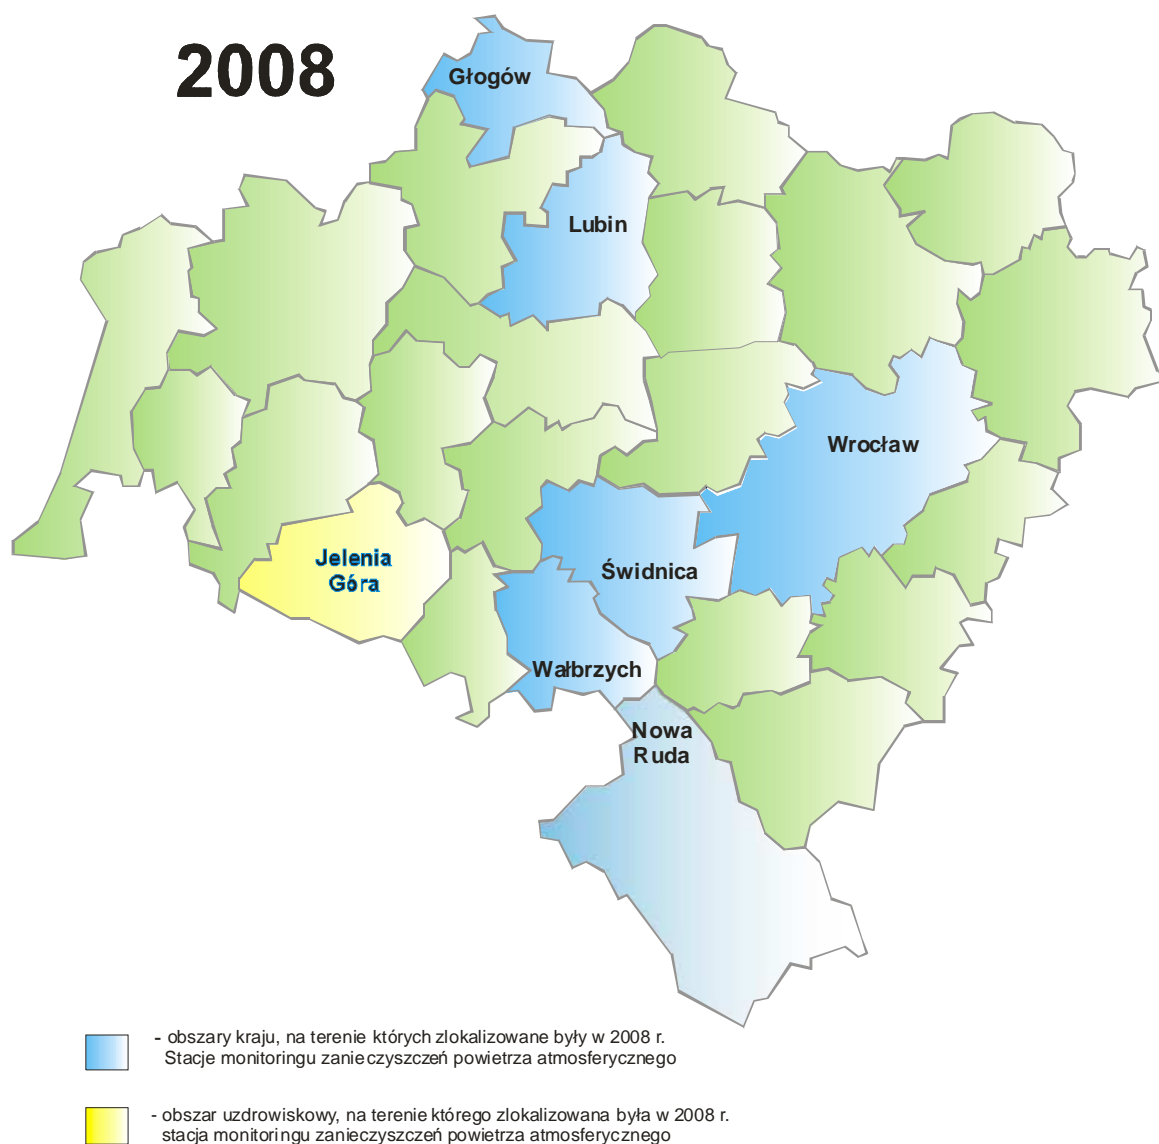 2008
Głogów
Lubin
Wrocław
Jelenia
Góra
Świdnica
Wałbrzych
Nowa
Ruda
- obszary kraju, na terenie których zlokalizowane były w 2008 r.
Stacje monitoringu zanieczyszczeń powietrza atmosferycznego
- obszar uzdrowiskowy, na terenie którego zlokalizowana była w 2008 r.
stacja monitoringu zanieczyszczeń powietrza atmosferycznego